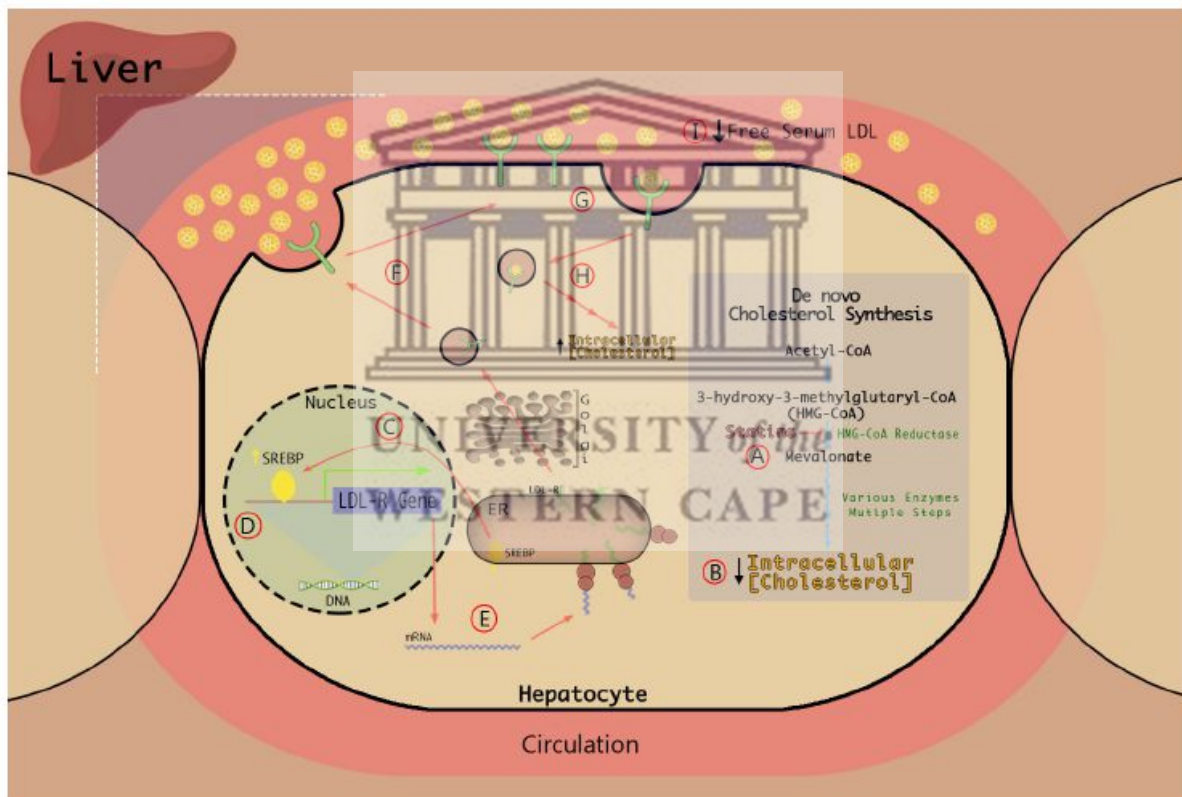 Liver
I ↓ Free Serum LDL
G
F
H
De novo
Cholesterol Synthesis
↑ Intracellular
[Cholesterol]
Acetyl-CoA
Nucleus
3-hydroxy-3-methylglutaryl-CoA
(HMG-CoA)
Golgi
C
UNIVERSITY of the
Statins
HMG-CoA Reductase
↑ SREBP
A
Mevalonate
LDL-R
LDL-R Gene
WESTERN CAPE
Various Enzymes
Mutiple Steps
ER
D
SREBP
B ↓ Intracellular
[Cholesterol]
DNA
E
mRNA
Hepatocyte
Circulation